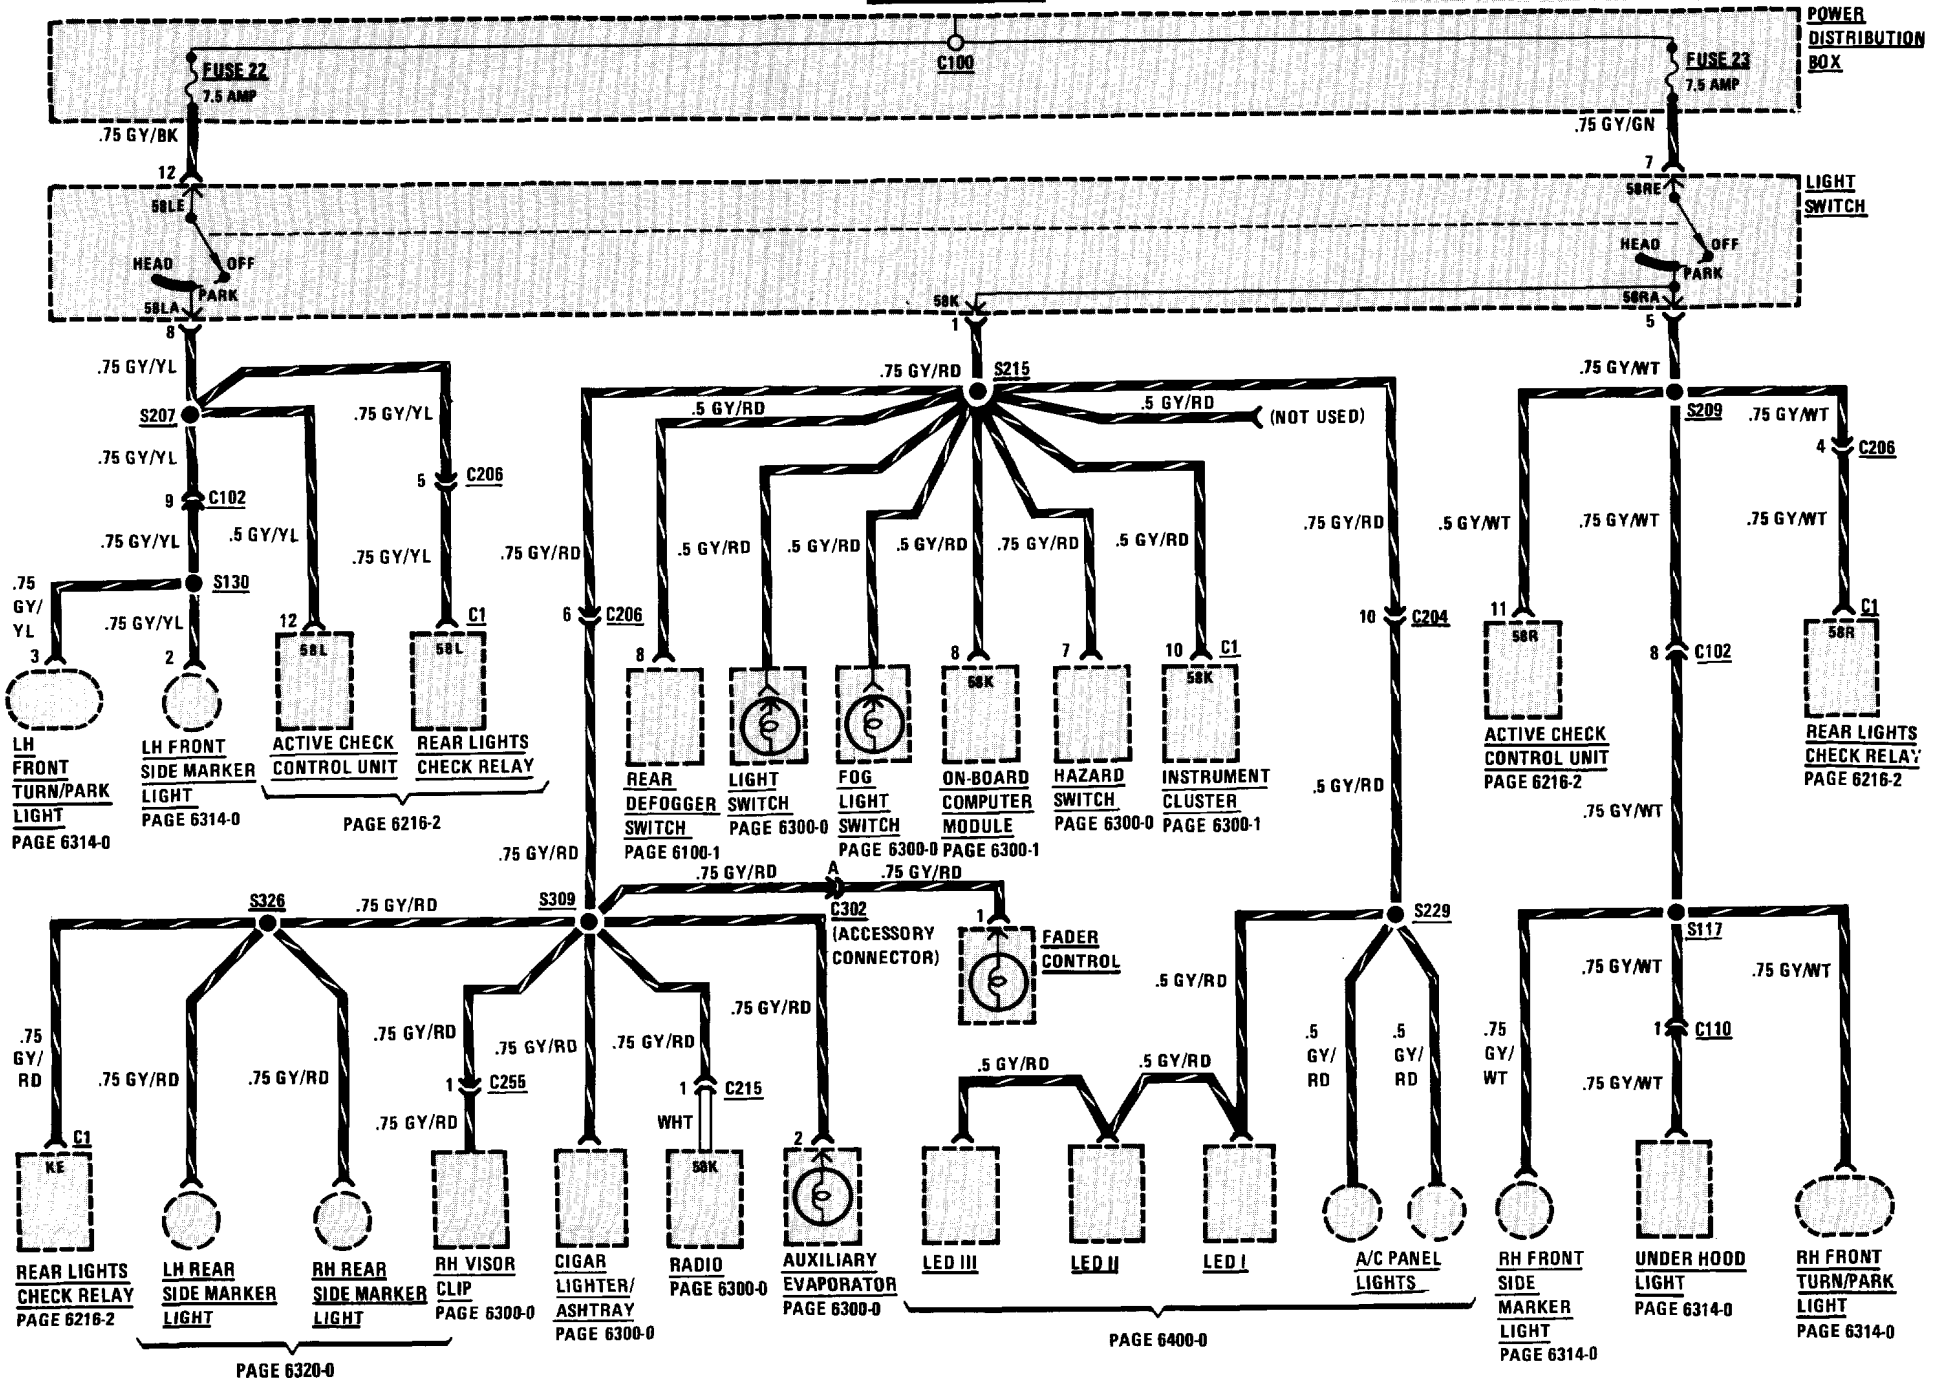 POWER
DISTRIBUTION
BOX
C100
FUSE 22
7.5 AMP
FUSE 23
7.5 AMP
.75 GY/BK
.75 GY/GN
12
7
LIGHT
SWITCH
58LE
58RE
HEAD
OFF
PARK
58LA
HEAD
OFF
PARK
58RA
58K
8
1
5
.75 GY/YL
.75 GY/RD
S215
.75 GY/WT
S207
.75 GY/YL
.5 GY/RD
.5 GY/RD
(NOT USED)
S209
.75 GY/WT
.75 GY/YL
5
C206
4
C206
9
C102
.75 GY/YL
.5 GY/YL
.75 GY/YL
.75 GY/RD
.5 GY/RD
.5 GY/RD
.5 GY/RD
.75 GY/RD
.5 GY/RD
.75 GY/RD
.5 GY/WT
.75 GY/WT
.75 GY/WT
S130
.75
GY/
YL
.75 GY/YL
3
2
12
C1
6
C206
8
8
7
10
C1
10
C204
11
8
C102
C1
58L
58L
58K
58K
58R
58R
LH
FRONT
TURN/PARK
LIGHT
PAGE 6314-0
LH FRONT
SIDE MARKER
LIGHT
PAGE 6314-0
ACTIVE CHECK
CONTROL UNIT
REAR LIGHTS
CHECK RELAY
PAGE 6216-2
REAR
DEFOGGER
SWITCH
PAGE 6100-1
LIGHT
SWITCH
PAGE 6300-0
FOG
LIGHT
SWITCH
PAGE 6300-0
ON-BOARD
COMPUTER
MODULE
PAGE 6300-1
HAZARD
SWITCH
PAGE 6300-0
INSTRUMENT
CLUSTER
PAGE 6300-1
.5 GY/RD
ACTIVE CHECK
CONTROL UNIT
PAGE 6216-2
REAR LIGHTS
CHECK RELAY
PAGE 6216-2
.75 GY/WT
.75 GY/RD
.75 GY/RD
A
.75 GY/RD
C302
(ACCESSORY
CONNECTOR)
S326
.75 GY/RD
S309
1
FADER
CONTROL
S229
S117
.75
GY/
RD
.75 GY/RD
.75 GY/RD
.75 GY/RD
.75 GY/RD
.75 GY/RD
.75 GY/RD
.5 GY/RD
.5 GY/RD
.5 GY/RD
.5
GY/
RD
.5
GY/
RD
.75
GY/
WT
.75 GY/WT
.75 GY/WT
1
C110
.75 GY/WT
1
C255
.75 GY/RD
1
C215
WHT
C1
2
KE
58K
REAR LIGHTS
CHECK RELAY
PAGE 6216-2
LH REAR
SIDE MARKER
LIGHT
RH REAR
SIDE MARKER
LIGHT
PAGE 6320-0
RH VISOR
CLIP
PAGE 6300-0
CIGAR
LIGHTER/
ASHTRAY
PAGE 6300-0
RADIO
PAGE 6300-0
AUXILIARY
EVAPORATOR
PAGE 6300-0
LED III
LED II
LED I
A/C PANEL
LIGHTS
PAGE 6400-0
RH FRONT
SIDE
MARKER
LIGHT
PAGE 6314-0
UNDER HOOD
LIGHT
PAGE 6314-0
RH FRONT
TURN/PARK
LIGHT
PAGE 6314-0